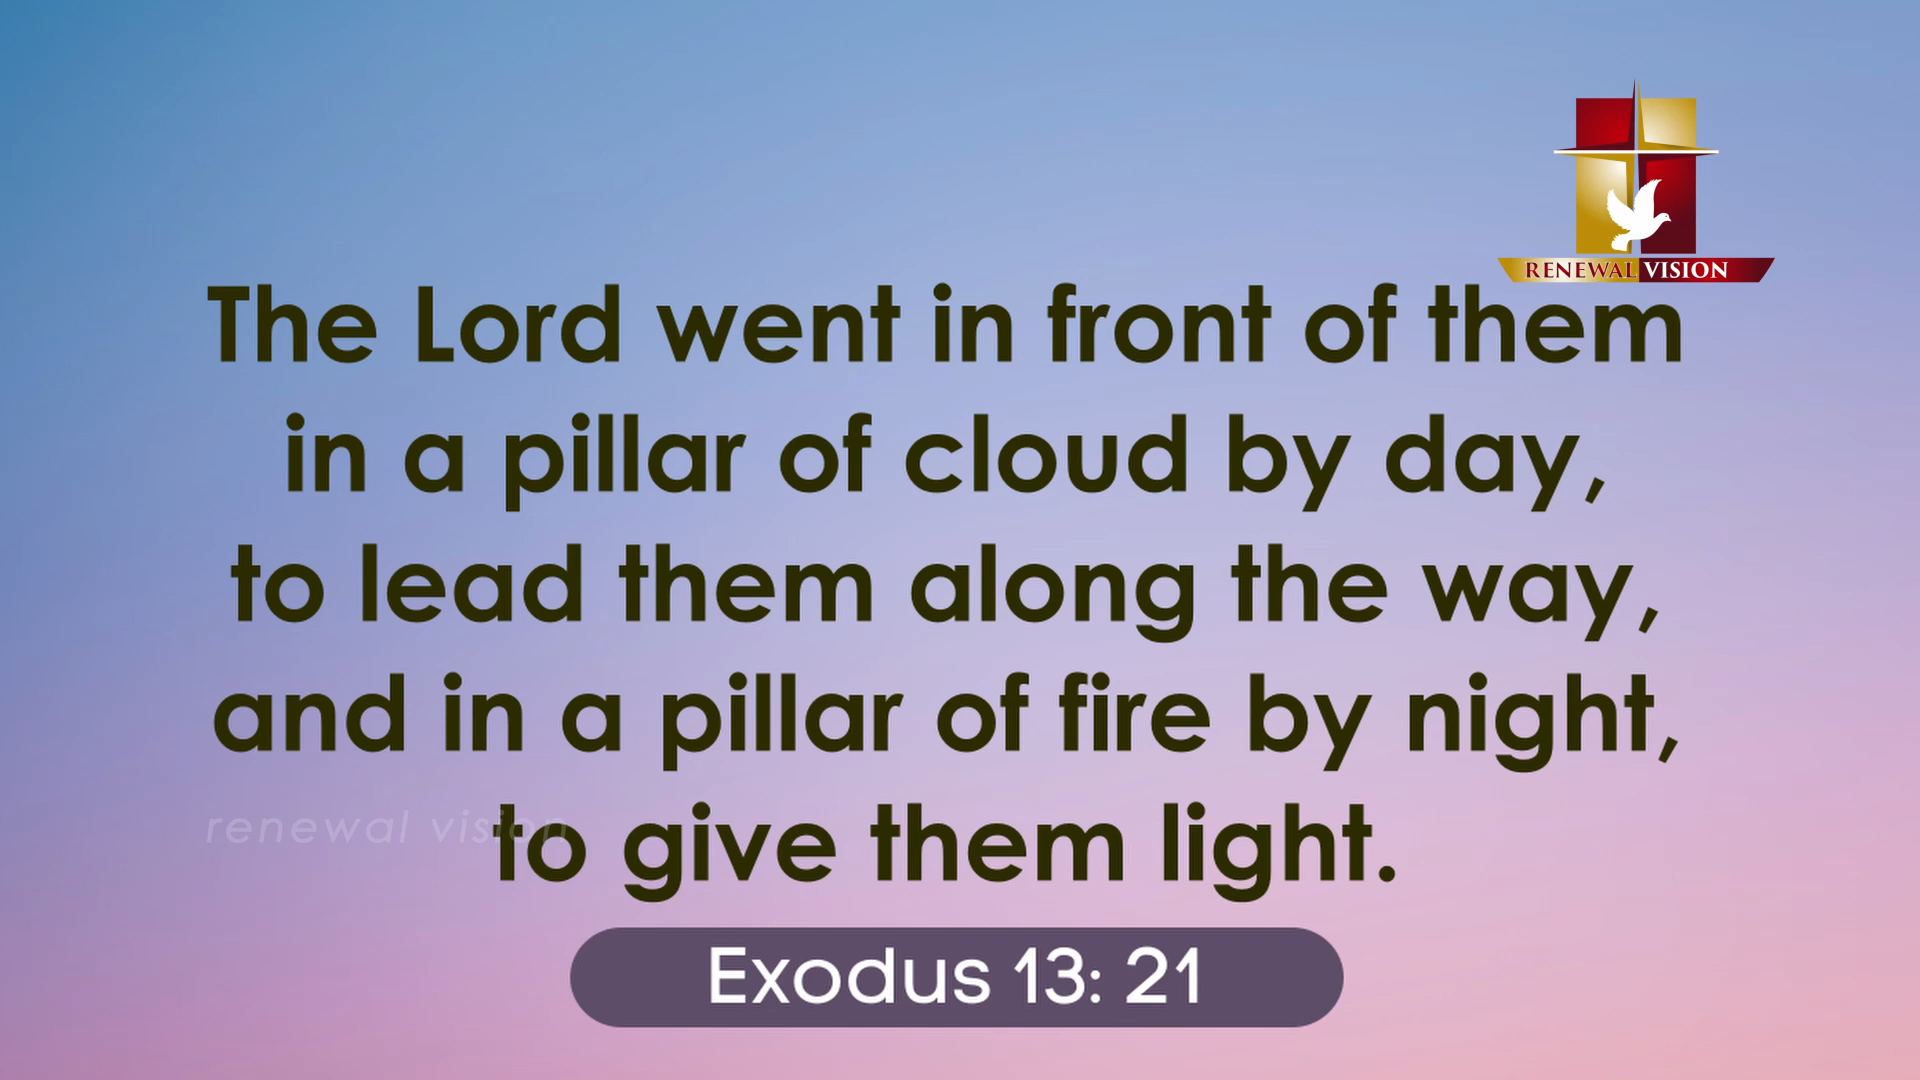 RENEWAL VISION
The Lord went in front of them
in a pillar of cloud by day,
to lead them along the way,
and in a pillar of fire by night,
to give them light.
renewal vision
Exodus 13: 21